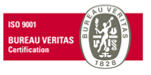 ISO 9001
BUREAU VERITAS
Certification
BUREAU VERITAS
1828